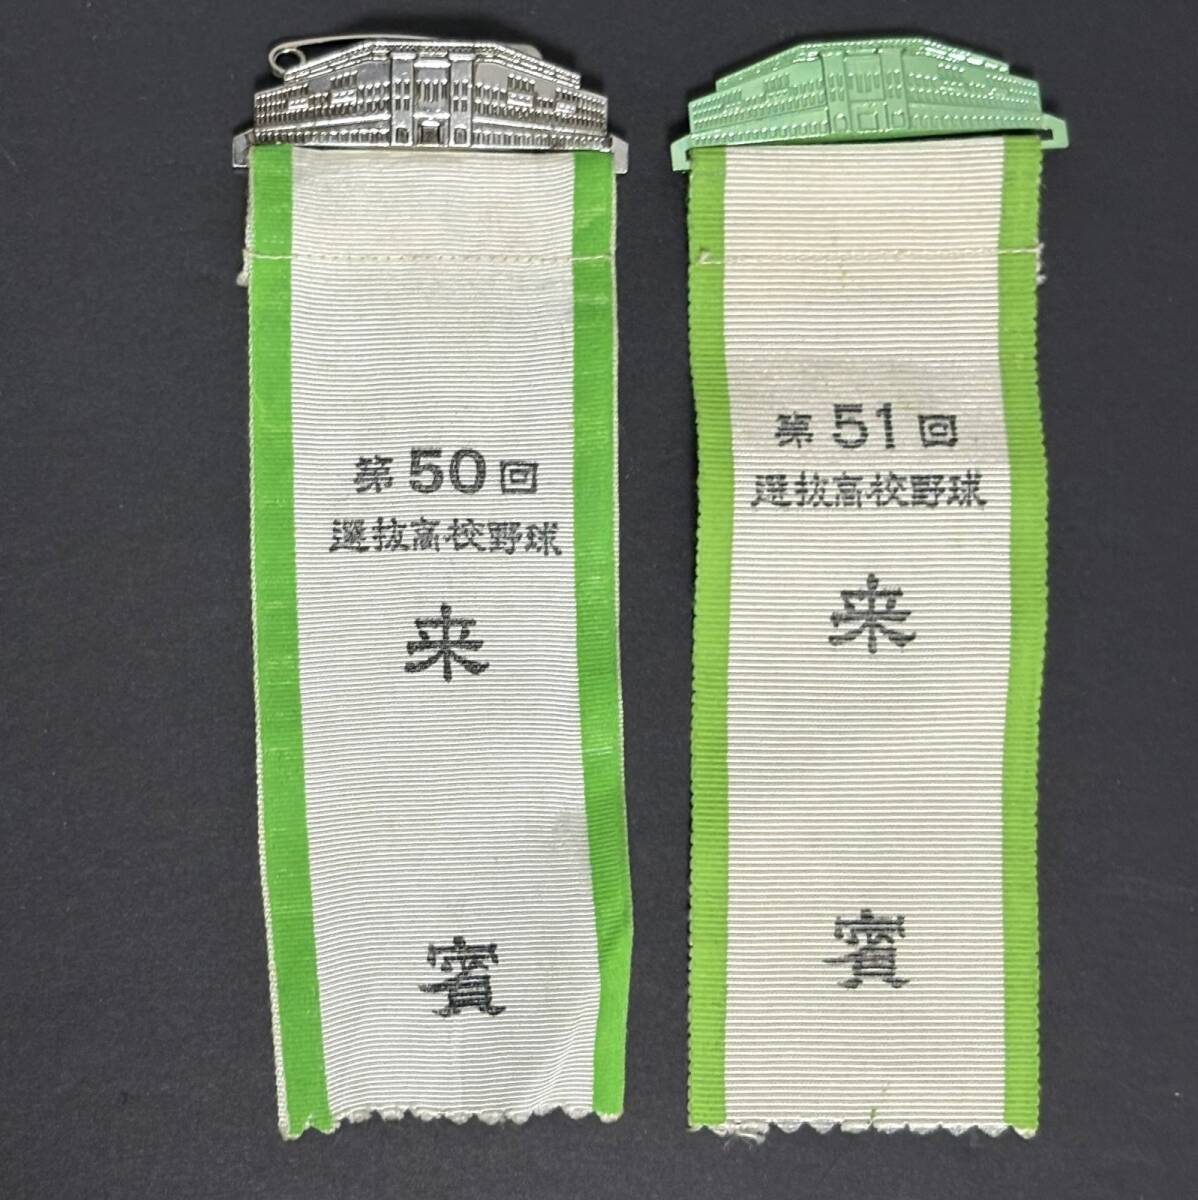 第50回
選抜高校野球
来
賓
第51回
選抜高校野球
来
賓